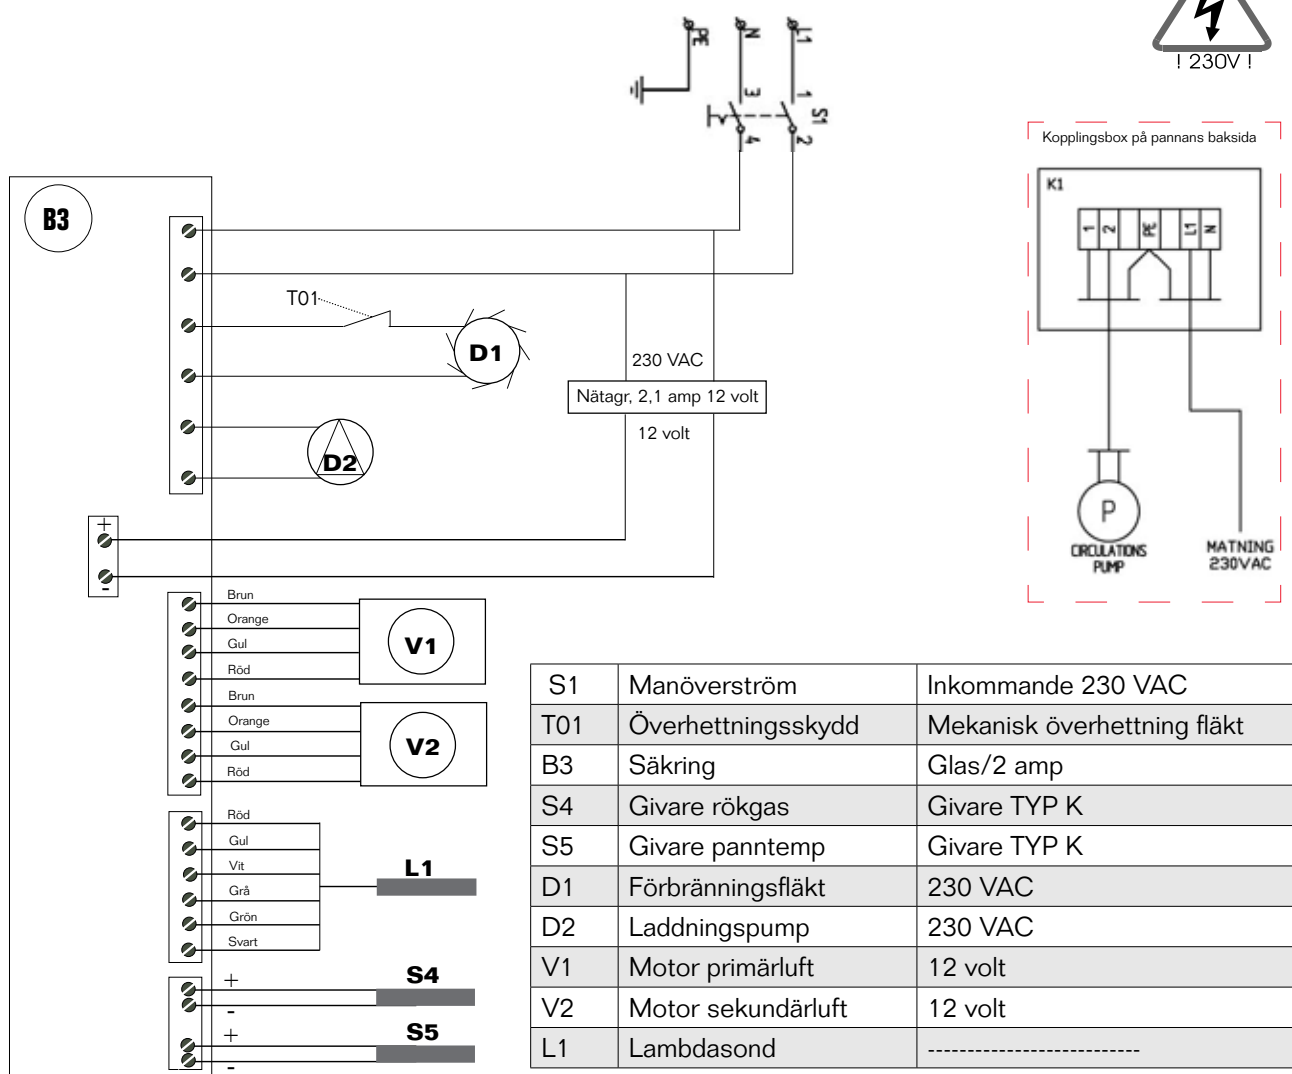 PE N L1
! 230V !
3 1
S1
4 2
Kopplingsbox på pannans baksida
K1
1 2 PE L1 N
B3
T01
D1
230 VAC
Nätagr, 2,1 amp 12 volt
12 volt
D2
P
CIRCULATIONS
PUMP
MATNING
230VAC
+
-
Brun
Orange
Gul
Röd
V1
Brun
Orange
Gul
Röd
V2
Röd
Gul
Vit
Grå
Grön
Svart
L1
+
-
S4
+
-
S5
S1 Manöverström Inkommande 230 VAC
T01 Överhettningsskydd Mekanisk överhettning fläkt
B3 Säkring Glas/2 amp
S4 Givare rökgas Givare TYP K
S5 Givare panntemp Givare TYP K
D1 Förbränningsfläkt 230 VAC
D2 Laddningspump 230 VAC
V1 Motor primärluft 12 volt
V2 Motor sekundärluft 12 volt
L1 Lambdasond ---------------------------